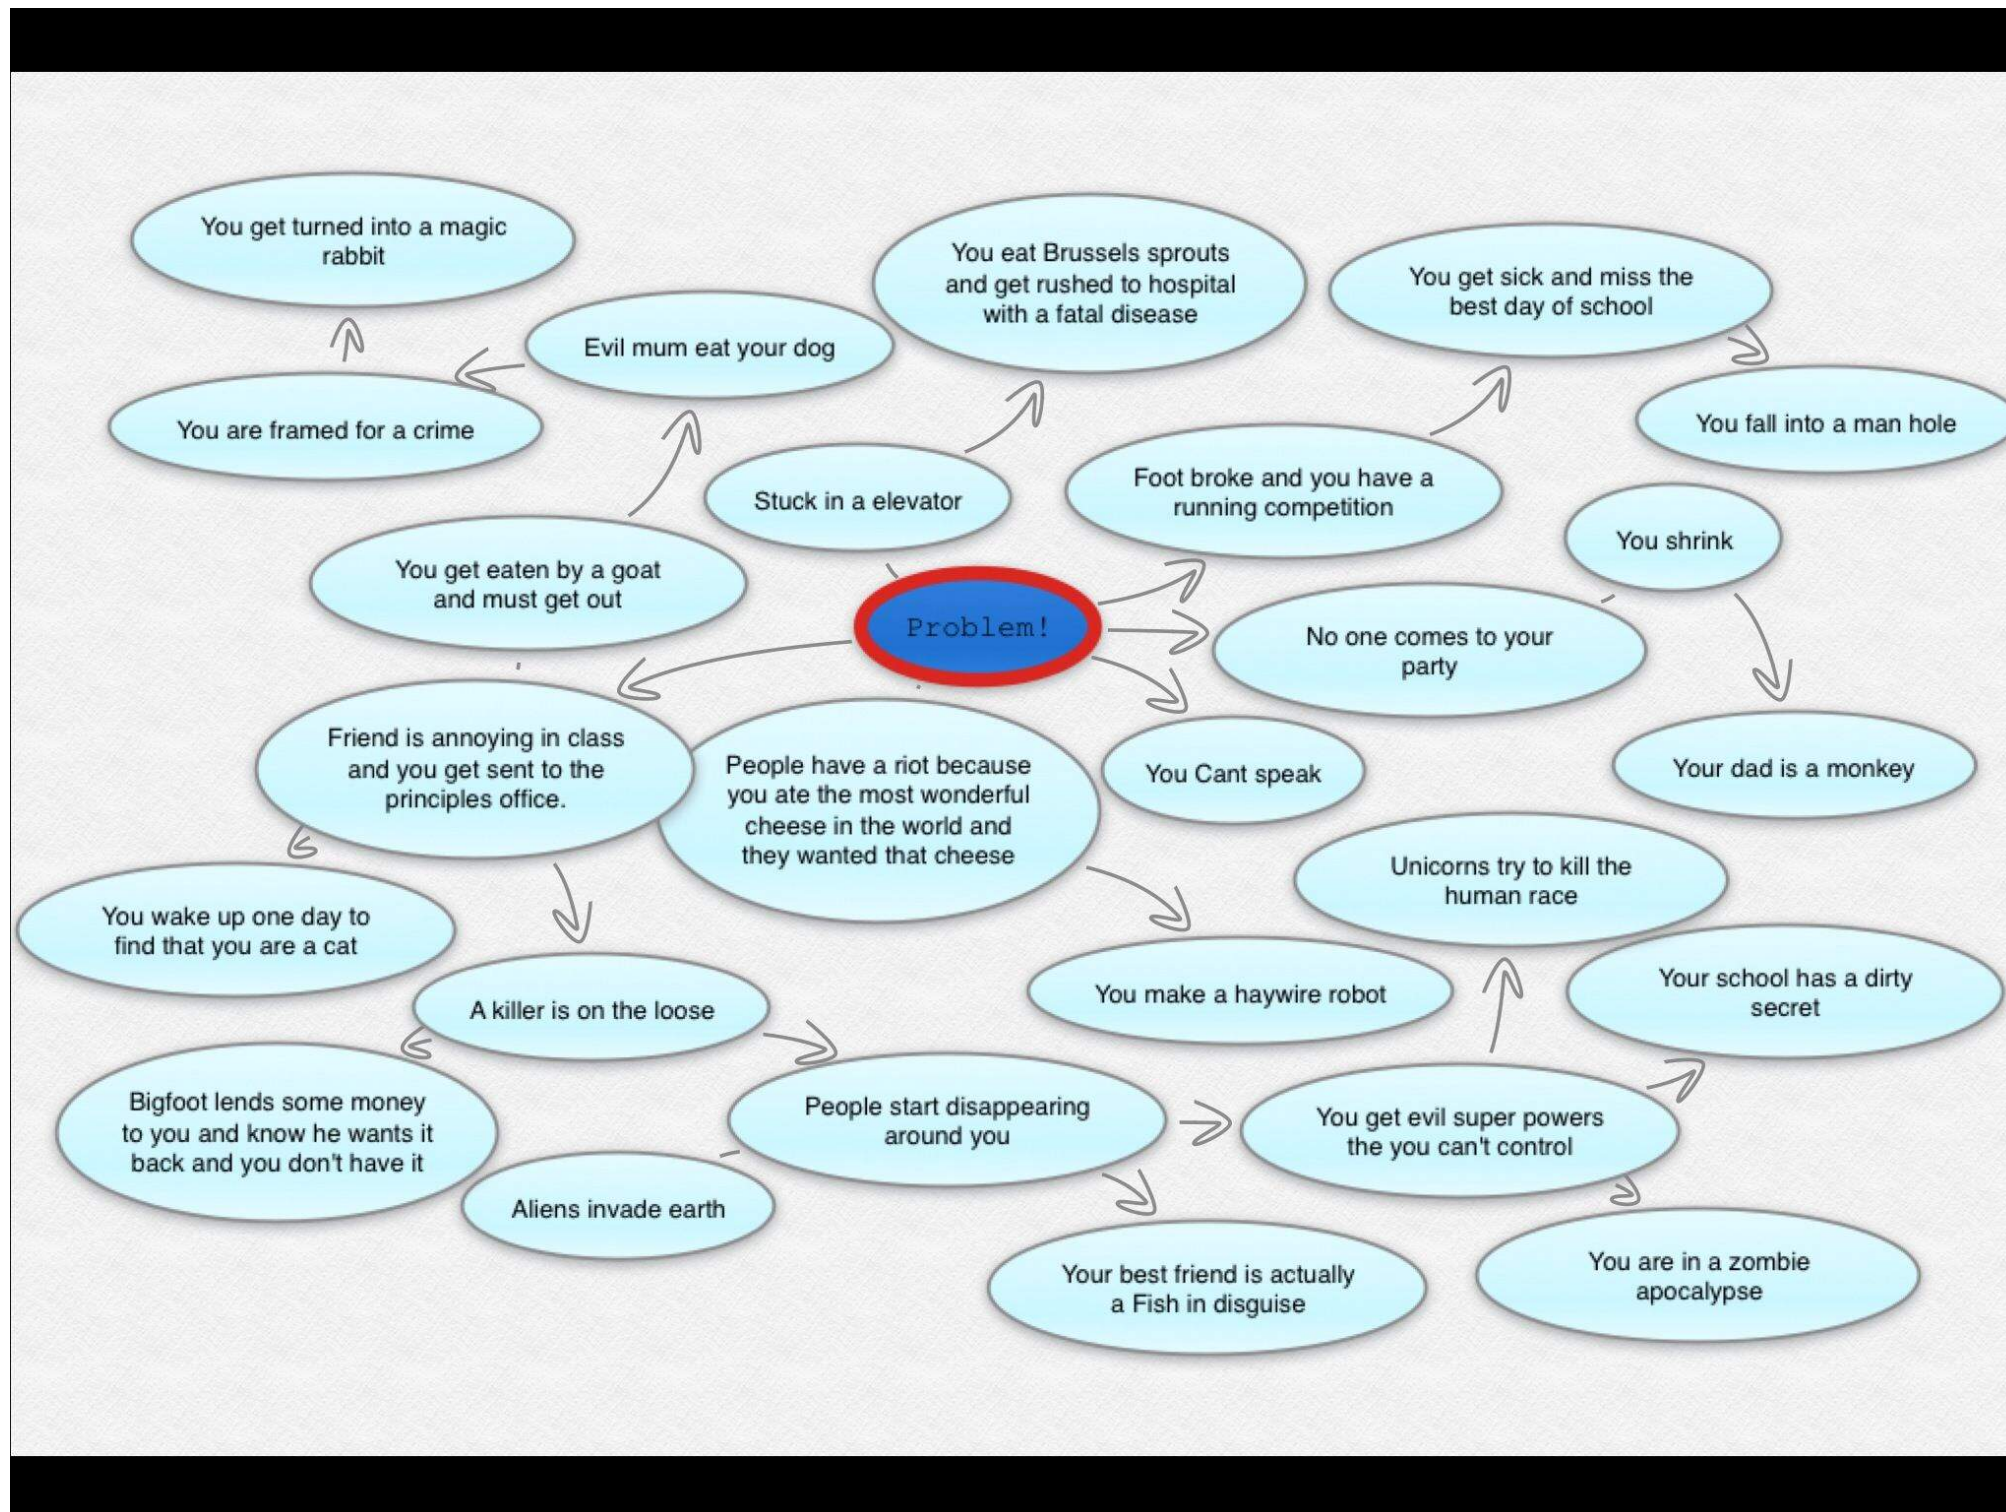 You get turned into a magic
rabbit
You eat Brussels sprouts
and get rushed to hospital
with a fatal disease
You get sick and miss the
best day of school
Evil mum eat your dog
You are framed for a crime
You fall into a man hole
Stuck in a elevator
Foot broke and you have a
running competition
You shrink
You get eaten by a goat
and must get out
Problem!
No one comes to your
party
Friend is annoying in class
and you get sent to the
principles office.
People have a riot because
you ate the most wonderful
cheese in the world and
they wanted that cheese
You Cant speak
Your dad is a monkey
Unicorns try to kill the
human race
You wake up one day to
find that you are a cat
A killer is on the loose
You make a haywire robot
Your school has a dirty
secret
Bigfoot lends some money
to you and know he wants it
back and you don't have it
People start disappearing
around you
You get evil super powers
the you can't control
Aliens invade earth
Your best friend is actually
a Fish in disguise
You are in a zombie
apocalypse